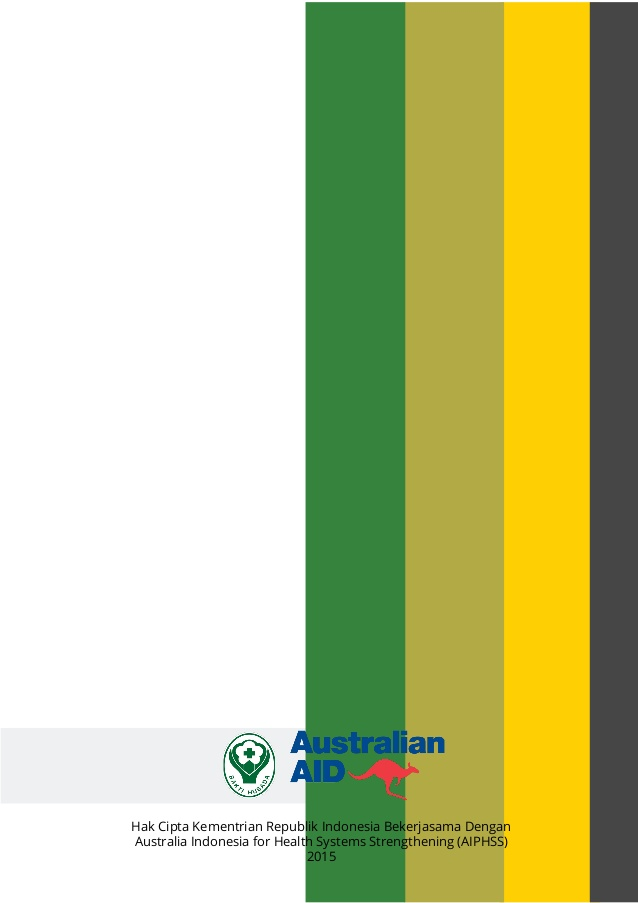 BAKTI HUSADA
Australian
AID
Hak Cipta Kementrian Republik Indonesia Bekerjasama Dengan
Australia Indonesia for Health Systems Strengthening (AIPHSS)
2015